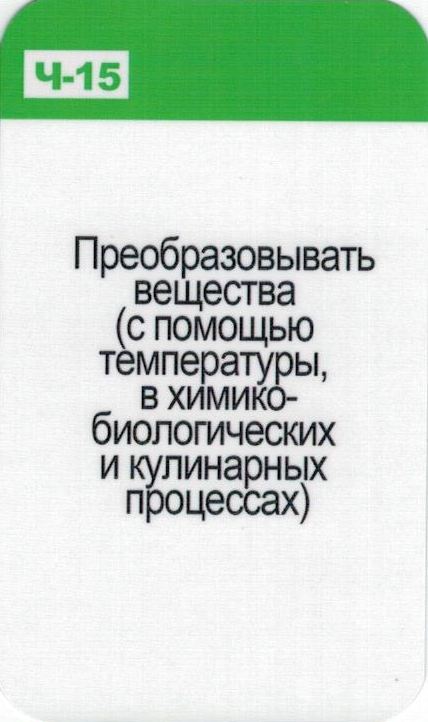 Ч-15
Преобразовывать
вещества
(с помощью
температуры,
в химико-
биологических
и кулинарных
процессах)